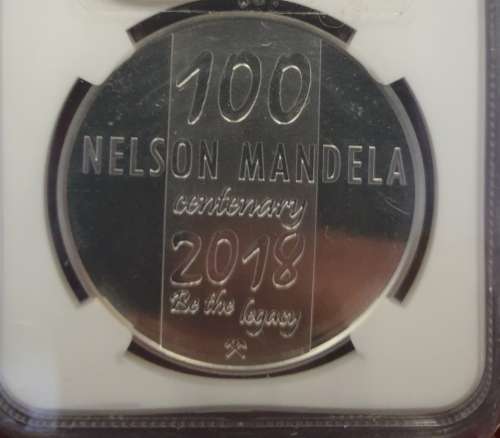 100
NELSON MANDELA
centenary
2018
Be the legacy